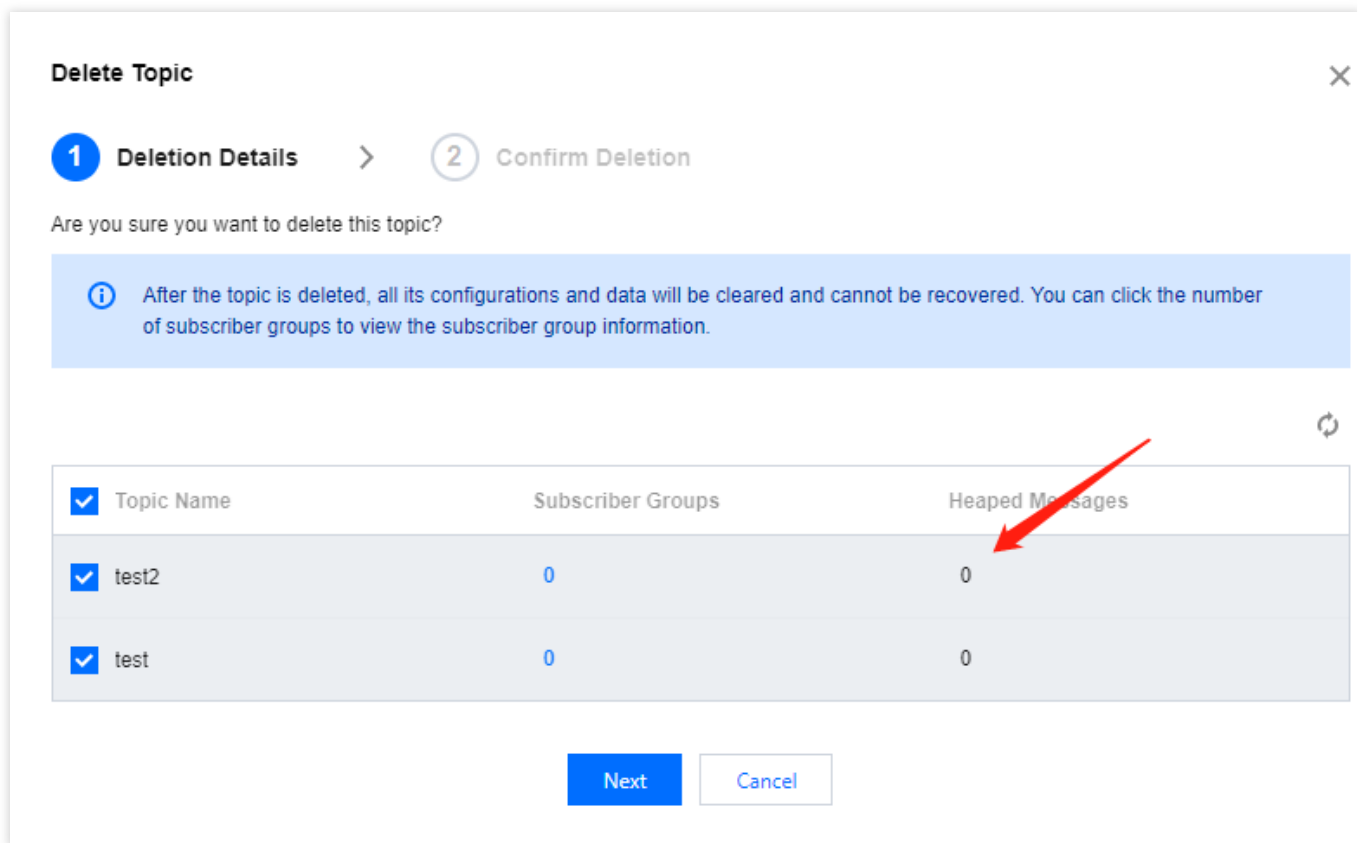 Delete Topic
1 Deletion Details 2 Confirm Deletion
Are you sure you want to delete this topic?
After the topic is deleted, all its configurations and data will be cleared and cannot be recovered. You can click the number
of subscriber groups to view the subscriber group information.
Topic Name Subscriber Groups Heaped Messages
test2 0 0
test 0 0
Next Cancel